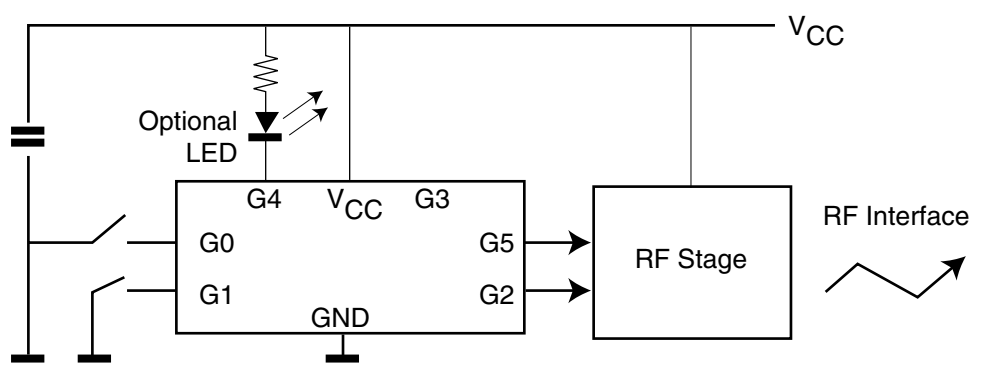 VCC
Optional
LED
G4 VCC G3
RF Interface
G0 G5
RF Stage
G1 G2
GND